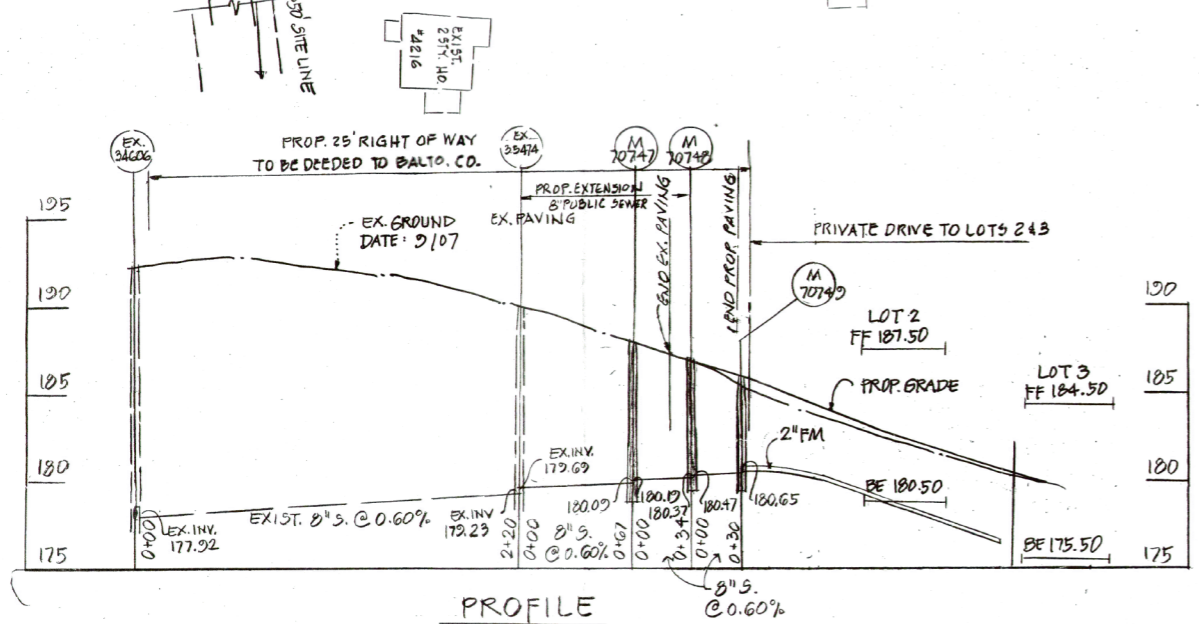 50' SITE LINE
EXIST.
2 STY. HO.
#4216
EX.
34606
PROP. 25' RIGHT OF WAY
TO BE DEEDED TO BALTO. CO.
EX.
35474
M
70747
M
70748
PROP. EXTENSION
8" PUBLIC SEWER
195
EX. GROUND
DATE: 9/07
EX. PAVING
END EX. PAVING
END PROP. PAVING
PRIVATE DRIVE TO LOTS 2 & 3
M
70749
190
190
LOT 2
FF 187.50
185
185
LOT 3
FF 184.50
PROP. GRADE
2" FM
180
180
EX. INV.
179.69
BE 180.50
180.09
180.19
180.37
180.47
180.65
EXIST. 8" S. @ 0.60%
EX. INV.
177.92
EX. INV
179.23
0+00
2+20
0+00
8" S.
@ 0.60%
0+67
0+00
0+34
0+00
0+30
175
175
BE 175.50
8" S.
@ 0.60%
PROFILE